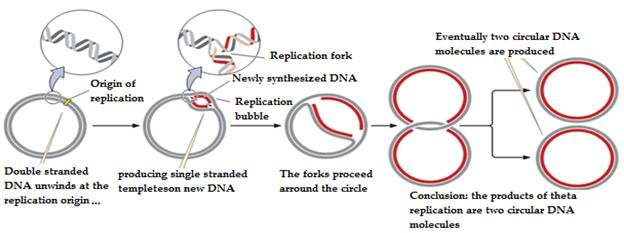 Origin of
replication
Double stranded
DNA unwinds at the
replication origin ...
Replication fork
Newly synthesized DNA
Replication
bubble
producing single stranded
templeteson new DNA
The forks proceed
arround the circle
Eventually two circular DNA
molecules are produced
Conclusion: the products of theta
replication are two circular DNA
molecules